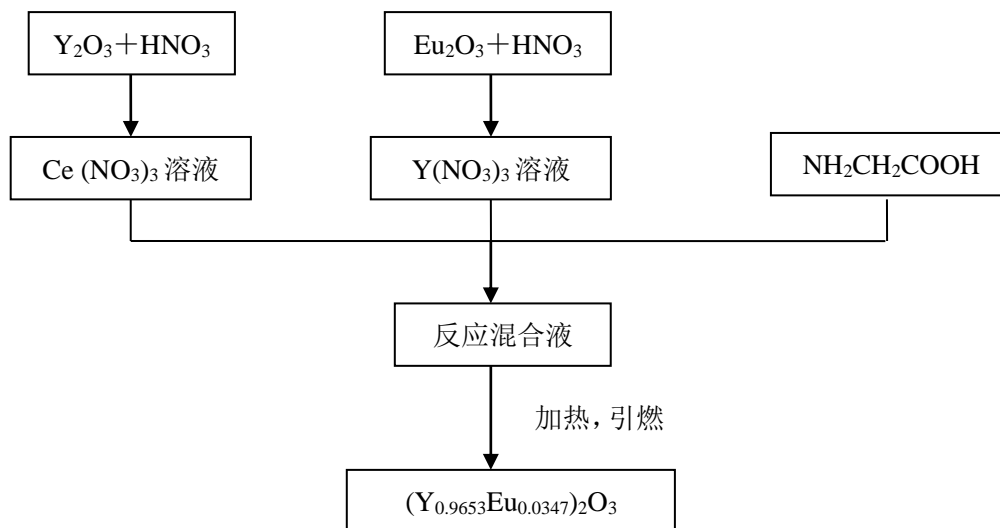 Y₂O₃＋HNO₃
Eu₂O₃＋HNO₃
Ce (NO₃)₃ 溶液
Y(NO₃)₃ 溶液
NH₂CH₂COOH
反应混合液
加热，引燃
(Y₀.₉₆₅₃Eu₀.₀₃₄₇)₂O₃